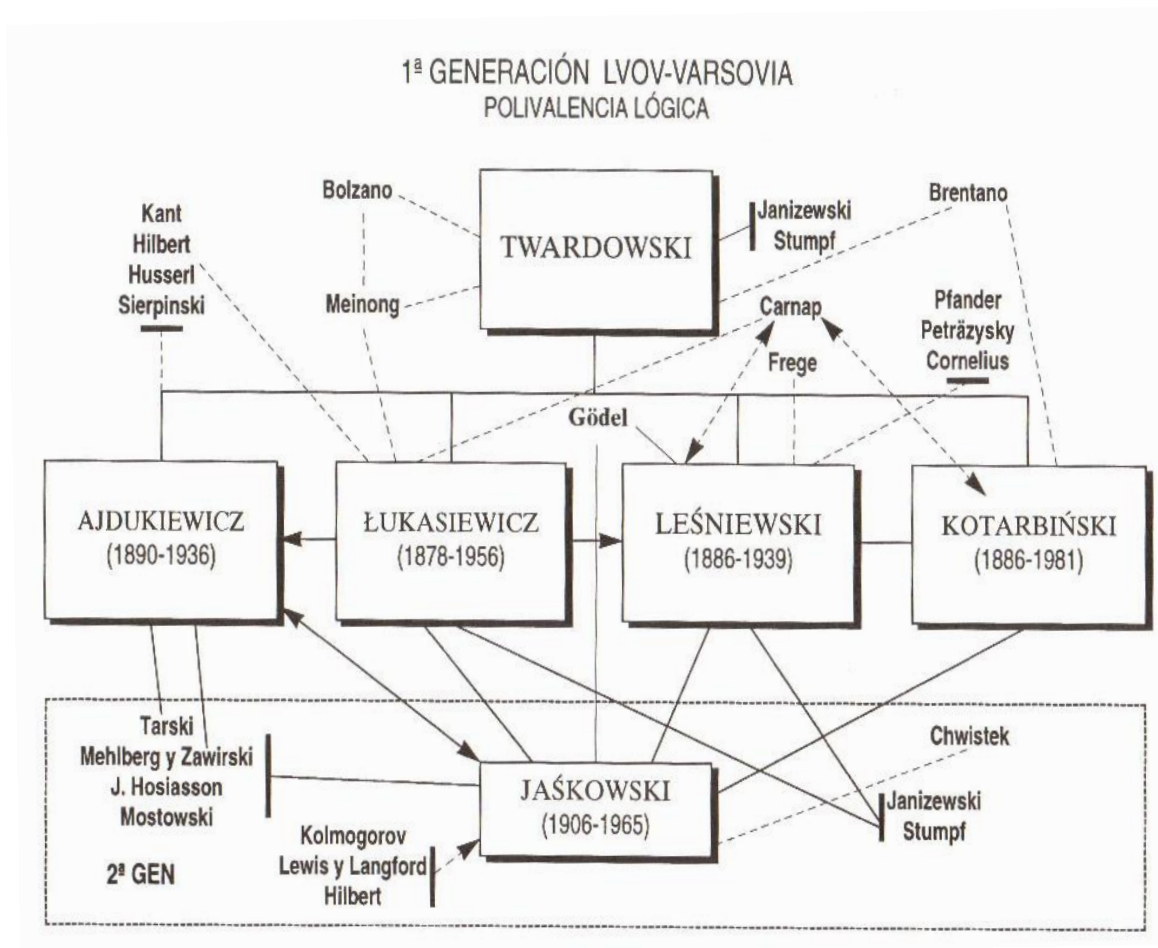 1ª GENERACIÓN LVOV-VARSOVIA
POLIVALENCIA LÓGICA
Bolzano
Brentano
Kant
Hilbert
Husserl
Sierpinski
TWARDOWSKI
Janizewski
Stumpf
Meinong
Carnap
Pfander
Peträzysky
Cornelius
Frege
Gödel
AJDUKIEWICZ
(1890-1936)
ŁUKASIEWICZ
(1878-1956)
LEŚNIEWSKI
(1886-1939)
KOTARBIŃSKI
(1886-1981)
Tarski
Mehlberg y Zawirski
J. Hosiasson
Mostowski
Chwistek
JAŚKOWSKI
(1906-1965)
Janizewski
Stumpf
Kolmogorov
Lewis y Langford
Hilbert
2ª GEN